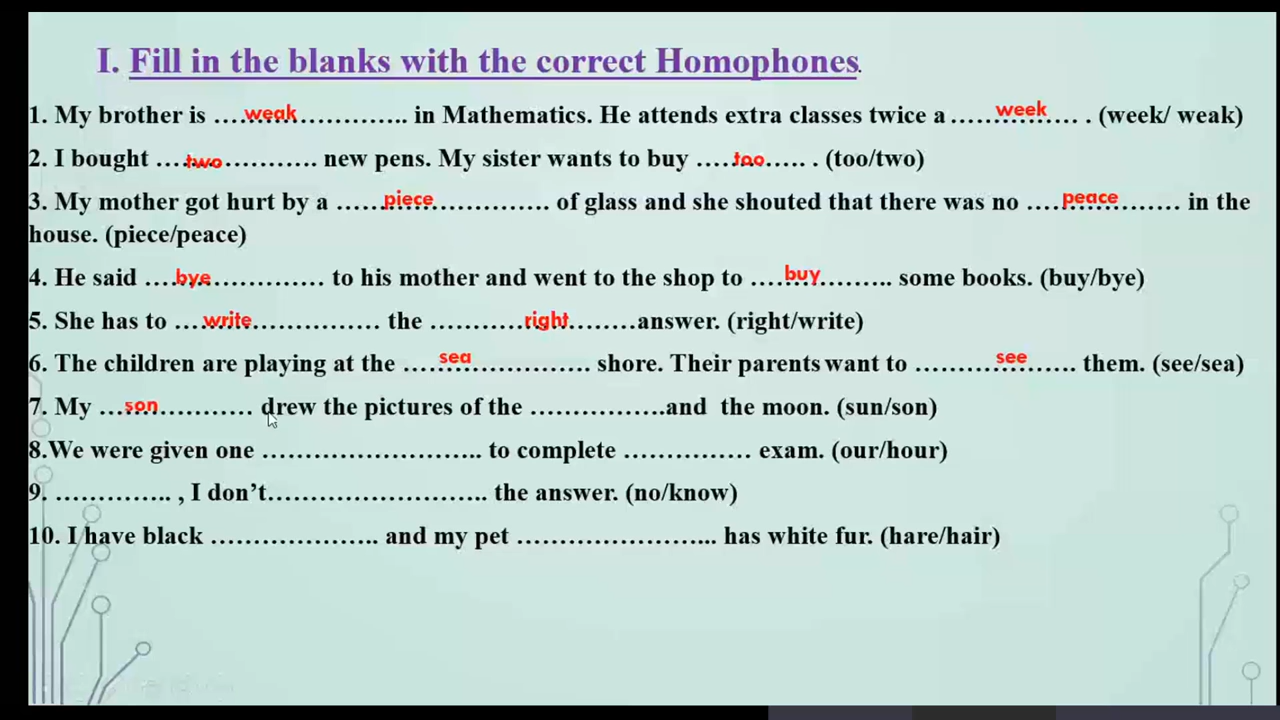 I. Fill in the blanks with the correct Homophones.
1. My brother is ….weak………………….. in Mathematics. He attends extra classes twice a …..week……. . (week/ weak)
2. I bought ….two…………. new pens. My sister wants to buy …..too….. . (too/two)
3. My mother got hurt by a …….piece…………………. of glass and she shouted that there was no ….peace………… in the
house. (piece/peace)
4. He said ….bye…………… to his mother and went to the shop to …..buy……….. some books. (buy/bye)
5. She has to ….write………………… the …………right………answer. (right/write)
6. The children are playing at the …..sea……………. shore. Their parents want to …………see……. them. (see/sea)
7. My ….son………… drew the pictures of the …………….and the moon. (sun/son)
8.We were given one …………………….. to complete …………… exam. (our/hour)
9. ………….. , I don’t…………………….. the answer. (no/know)
10. I have black ……………….. and my pet …………………... has white fur. (hare/hair)